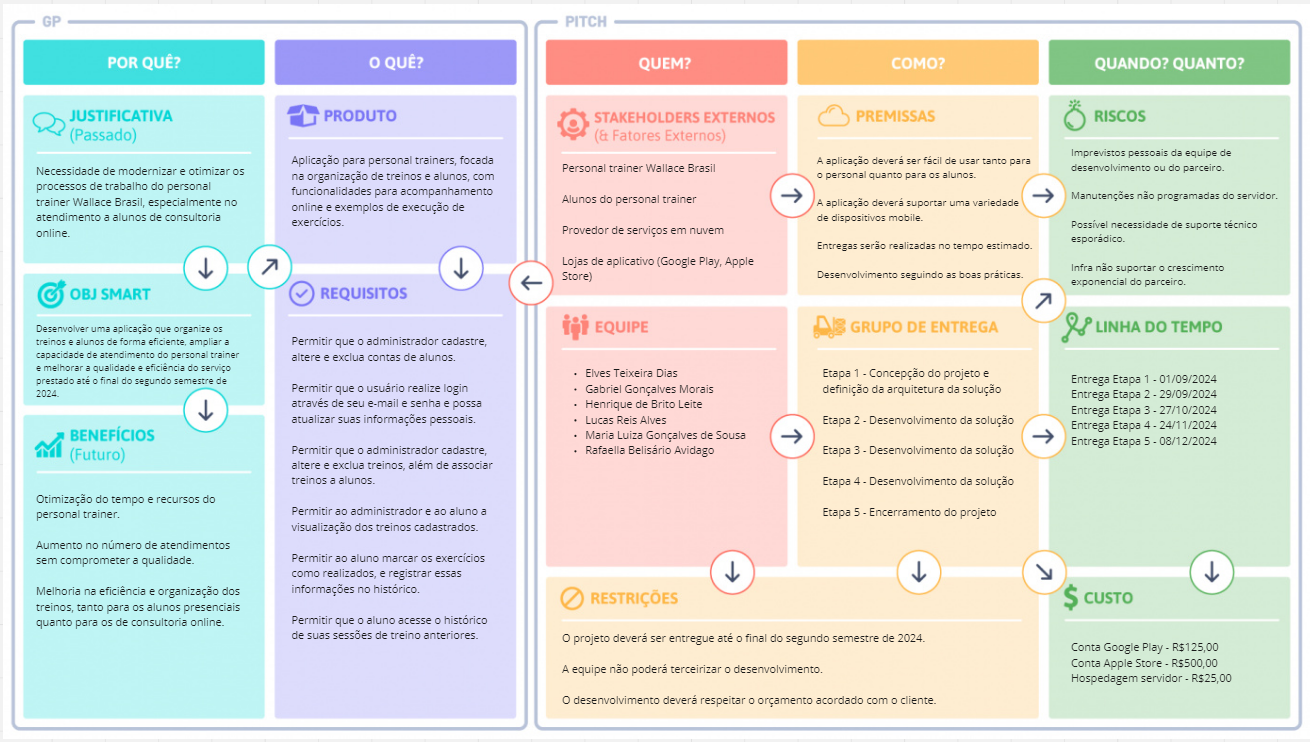 GP
POR QUÊ?
JUSTIFICATIVA
(Passado)
Necessidade de modernizar e otimizar os
processos de trabalho do personal
trainer Wallace Brasil, especialmente no
atendimento a alunos de consultoria
online.
OBJ SMART
Desenvolver uma aplicação que organize os
treinos e alunos de forma eficiente, ampliar a
capacidade de atendimento do personal trainer
e melhorar a qualidade e eficiência do serviço
prestado até o final do segundo semestre de
2024.
BENEFÍCIOS
(Futuro)
Otimização do tempo e recursos do
personal trainer.
Aumento no número de atendimentos
sem comprometer a qualidade.
Melhoria na eficiência e organização dos
treinos, tanto para os alunos presenciais
quanto para os de consultoria online.
O QUÊ?
PRODUTO
Aplicação para personal trainers, focada
na organização de treinos e alunos, com
funcionalidades para acompanhamento
online e exemplos de execução de
exercícios.
REQUISITOS
Permitir que o administrador cadastre,
altere e exclua contas de alunos.
Permitir que o usuário realize login
através de seu e-mail e senha e possa
atualizar suas informações pessoais.
Permitir que o administrador cadastre,
altere e exclua treinos, além de associar
treinos a alunos.
Permitir ao administrador e ao aluno a
visualização dos treinos cadastrados.
Permitir ao aluno marcar os exercícios
como realizados, e registrar essas
informações no histórico.
Permitir que o aluno acesse o histórico
de suas sessões de treino anteriores.
PITCH
QUEM?
STAKEHOLDERS EXTERNOS
(& Fatores Externos)
Personal trainer Wallace Brasil
Alunos do personal trainer
Provedor de serviços em nuvem
Lojas de aplicativo (Google Play, Apple
Store)
EQUIPE
• Elves Teixeira Dias
• Gabriel Gonçalves Morais
• Henrique de Brito Leite
• Lucas Reis Alves
• Maria Luiza Gonçalves de Sousa
• Rafaella Belisário Avidago
COMO?
PREMISSAS
A aplicação deverá ser fácil de usar tanto para
o personal quanto para os alunos.
A aplicação deverá suportar uma variedade
de dispositivos mobile.
Entregas serão realizadas no tempo estimado.
Desenvolvimento seguindo as boas práticas.
GRUPO DE ENTREGA
Etapa 1 - Concepção do projeto e
definição da arquitetura da solução
Etapa 2 - Desenvolvimento da solução
Etapa 3 - Desenvolvimento da solução
Etapa 4 - Desenvolvimento da solução
Etapa 5 - Encerramento do projeto
RESTRIÇÕES
O projeto deverá ser entregue até o final do segundo semestre de 2024.
A equipe não poderá terceirizar o desenvolvimento.
O desenvolvimento deverá respeitar o orçamento acordado com o cliente.
QUANDO? QUANTO?
RISCOS
Imprevistos pessoais da equipe de
desenvolvimento ou do parceiro.
Manutenções não programadas do servidor.
Possível necessidade de suporte técnico
esporádico.
Infra não suportar o crescimento
exponencial do parceiro.
LINHA DO TEMPO
Entrega Etapa 1 - 01/09/2024
Entrega Etapa 2 - 29/09/2024
Entrega Etapa 3 - 27/10/2024
Entrega Etapa 4 - 24/11/2024
Entrega Etapa 5 - 08/12/2024
CUSTO
Conta Google Play - R$125,00
Conta Apple Store - R$500,00
Hospedagem servidor - R$25,00